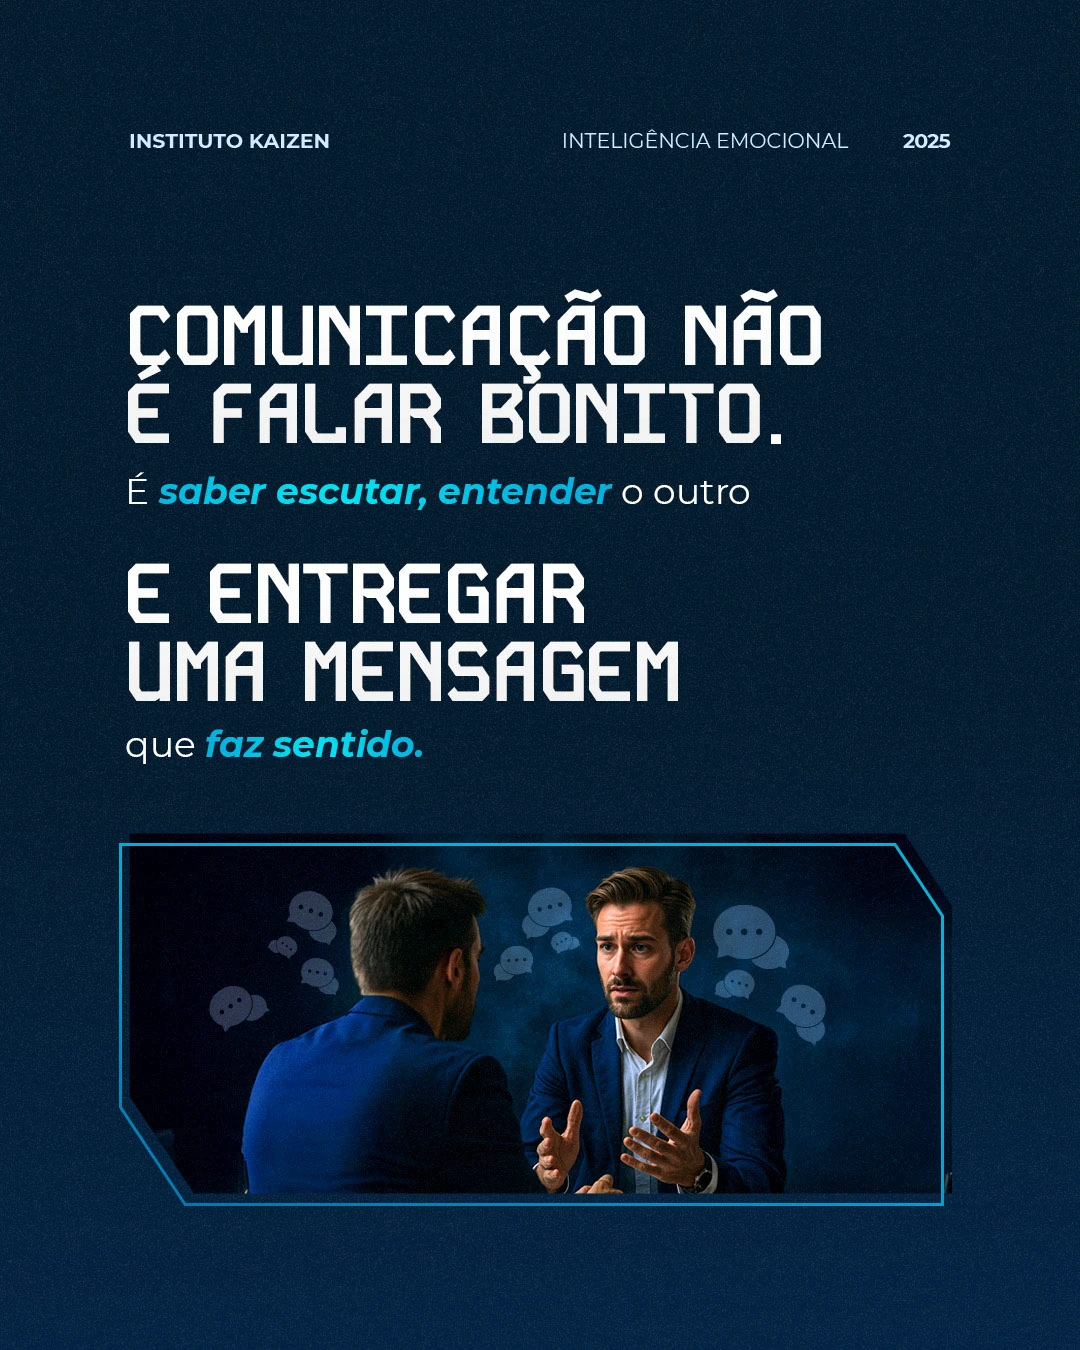 INSTITUTO KAIZEN
INTELIGÊNCIA EMOCIONAL
2025
COMUNICAÇÃO NÃO
É FALAR BONITO.
É saber escutar, entender o outro
E ENTREGAR
UMA MENSAGEM
que faz sentido.